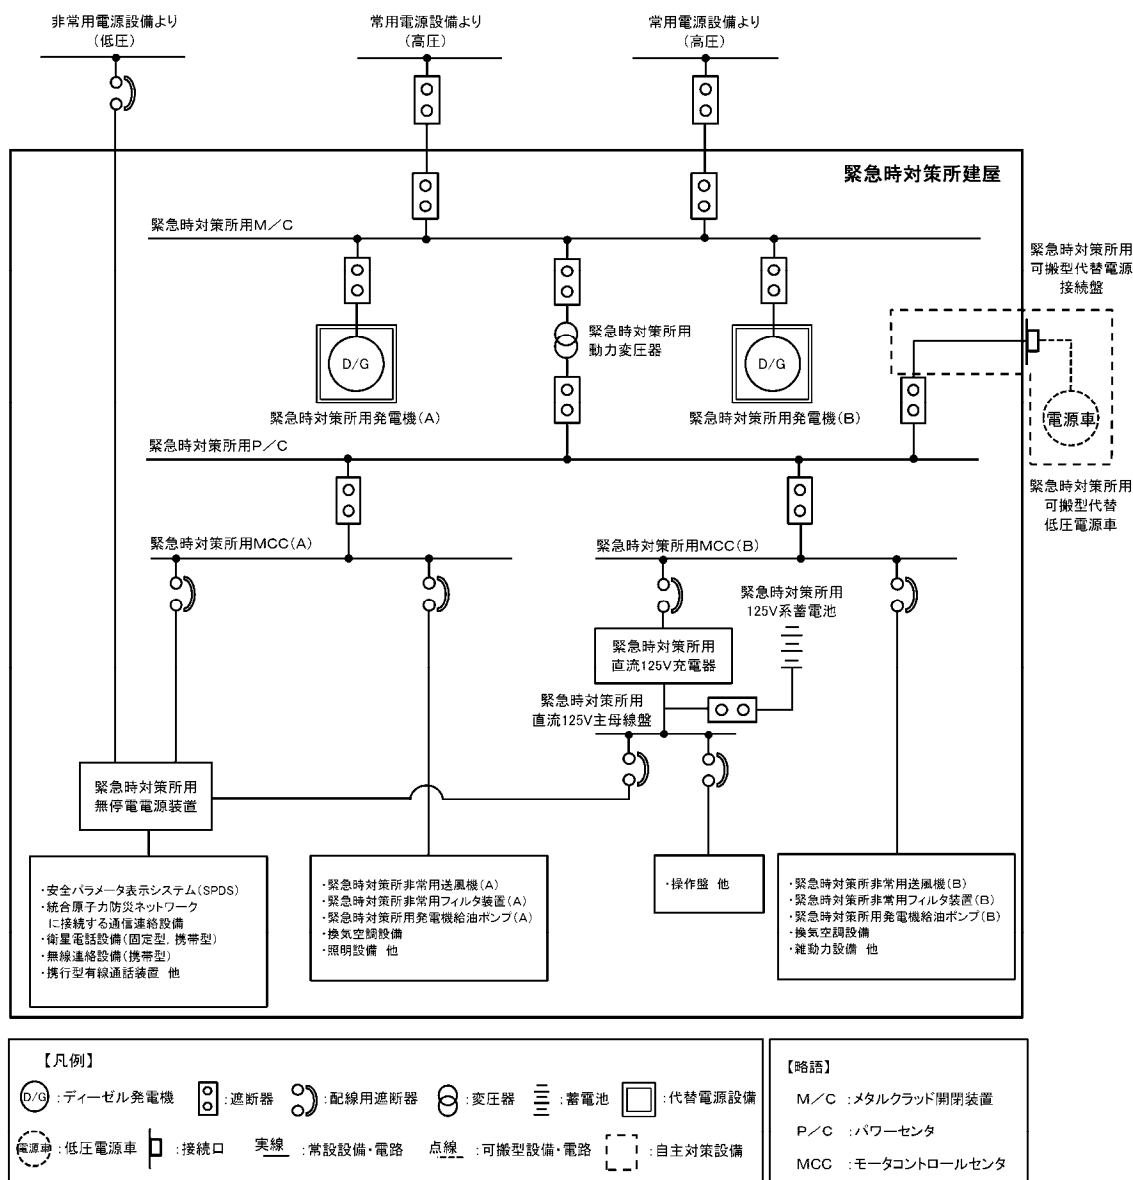 非常用電源設備より
(低圧)
常用電源設備より
(高圧)
常用電源設備より
(高圧)
緊急時対策所建屋
緊急時対策所用M/C
緊急時対策所用
可搬型代替電源
接続盤
緊急時対策所用
動力変圧器
D/G
D/G
緊急時対策所用発電機(A)
緊急時対策所用発電機(B)
電源車
緊急時対策所用P/C
緊急時対策所用
可搬型代替
低圧電源車
緊急時対策所用MCC(A)
緊急時対策所用MCC(B)
緊急時対策所用
125V系蓄電池
緊急時対策所用
直流125V充電器
緊急時対策所用
直流125V主母線盤
緊急時対策所用
無停電電源装置
・安全パラメータ表示システム(SPDS)
・統合原子力防災ネットワーク
に接続する通信連絡設備
・衛星電話設備(固定型,携帯型)
・無線連絡設備(携帯型)
・携行型有線通話装置 他
・緊急時対策所非常用送風機(A)
・緊急時対策所非常用フィルタ装置(A)
・緊急時対策所用発電機給油ポンプ(A)
・換気空調設備
・照明設備 他
・操作盤 他
・緊急時対策所非常用送風機(B)
・緊急時対策所非常用フィルタ装置(B)
・緊急時対策所用発電機給油ポンプ(B)
・換気空調設備
・雑動力設備 他
【凡例】
D/G :ディーゼル発電機 :遮断器 :配線用遮断器 :変圧器 :蓄電池 :代替電源設備
電源車 :低圧電源車 :接続口 実線 :常設設備・電路 点線 :可搬型設備・電路 :自主対策設備
【略語】
M/C :メタルクラッド開閉装置
P/C :パワーセンタ
MCC :モータコントロールセンタ